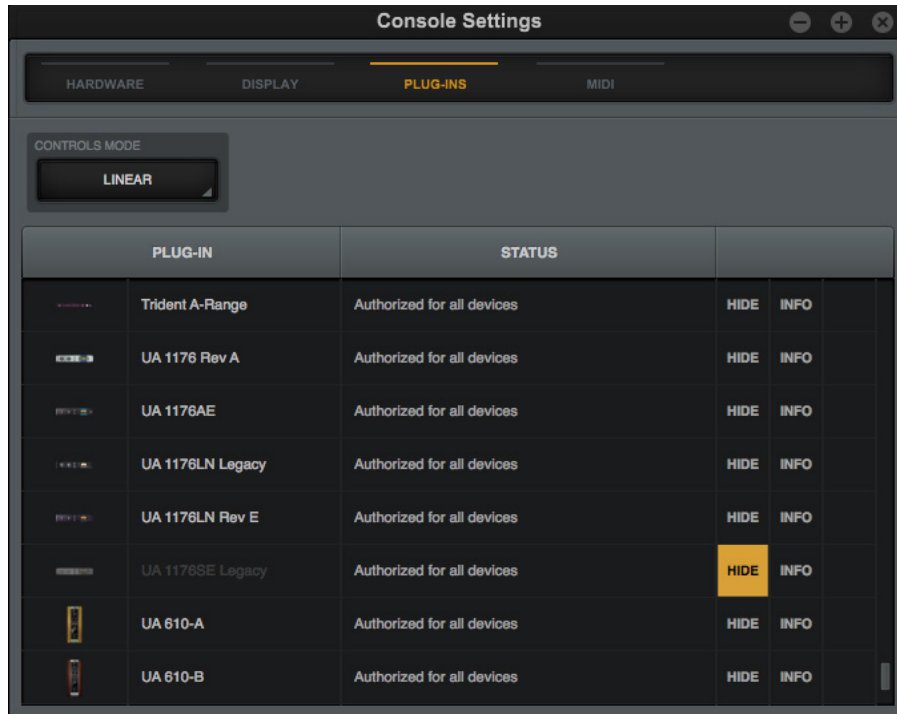 Console Settings
HARDWARE DISPLAY PLUG-INS MIDI
CONTROLS MODE
LINEAR
PLUG-IN STATUS
Trident A-Range Authorized for all devices HIDE INFO
UA 1176 Rev A Authorized for all devices HIDE INFO
UA 1176AE Authorized for all devices HIDE INFO
UA 1176LN Legacy Authorized for all devices HIDE INFO
UA 1176LN Rev E Authorized for all devices HIDE INFO
UA 1176SE Legacy Authorized for all devices HIDE INFO
UA 610-A Authorized for all devices HIDE INFO
UA 610-B Authorized for all devices HIDE INFO